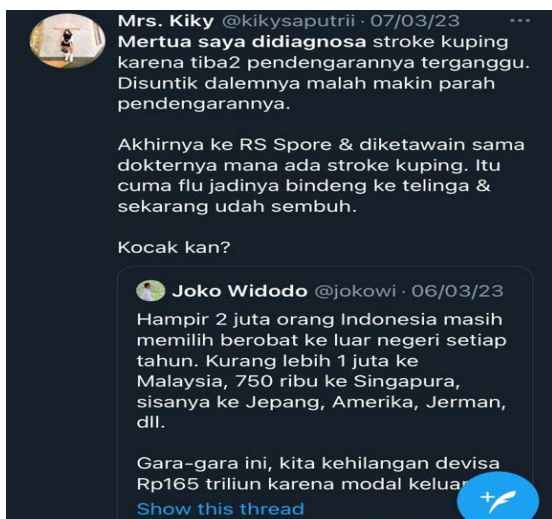 Mrs. Kiky @kikysaputrii · 07/03/23 ...
Mertua saya didiagnosa stroke kuping
karena tiba2 pendengarannya terganggu.
Disuntik dalemnya malah makin parah
pendengarannya.
Akhirnya ke RS Spore & diketawain sama
dokternya mana ada stroke kuping. Itu
cuma flu jadinya bindeng ke telinga &
sekarang udah sembuh.
Kocak kan?
Joko Widodo @jokowi · 06/03/23
Hampir 2 juta orang Indonesia masih
memilih berobat ke luar negeri setiap
tahun. Kurang lebih 1 juta ke
Malaysia, 750 ribu ke Singapura,
sisanya ke Jepang, Amerika, Jerman,
dll.
Gara-gara ini, kita kehilangan devisa
Rp165 triliun karena modal
Show this thread